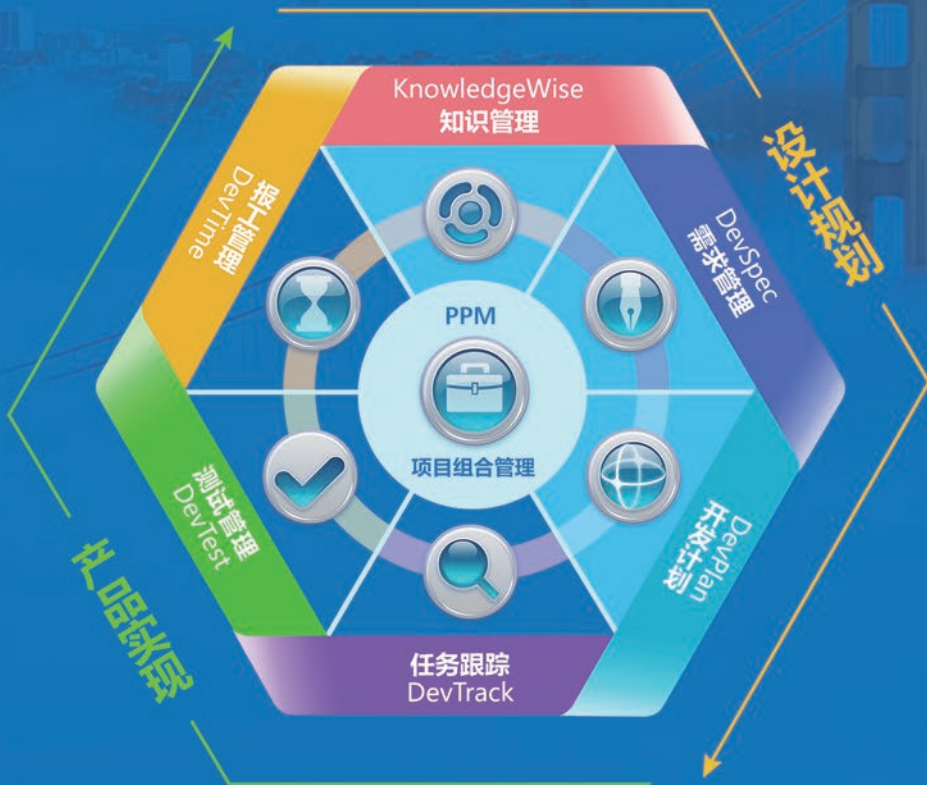 KnowledgeWise
知识管理
设计规划
DevSpec
需求管理
DevPlan
开发计划
任务跟踪
DevTrack
测试管理
DevTest
产品实现
报工管理
DevTime
PPM
项目组合管理